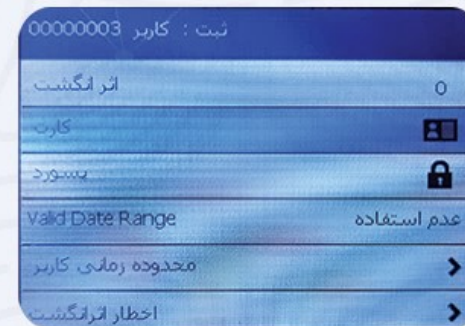 ثبت : کاربر 00000003
اثر انگشت 0
کارت
پسورد
Valid Date Range عدم استفاده
محدوده زمانی کاربر
اخطار اثرانگشت